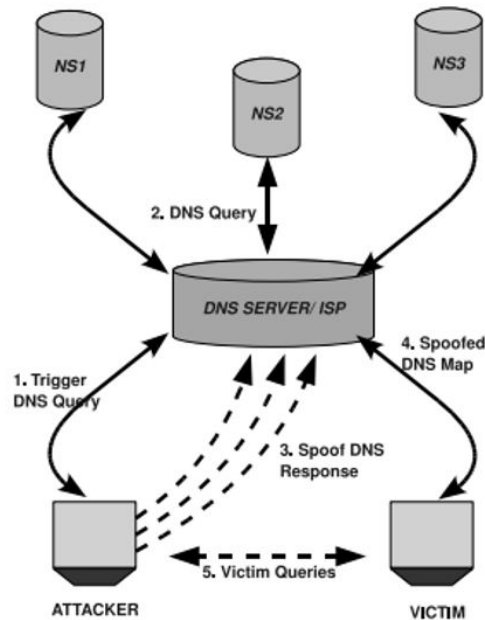 NS1
NS2
NS3
2. DNS Query
DNS SERVER/ ISP
1. Trigger
DNS Query
4. Spoofed
DNS Map
3. Spoof DNS
Response
5. Victim Queries
ATTACKER
VICTIM